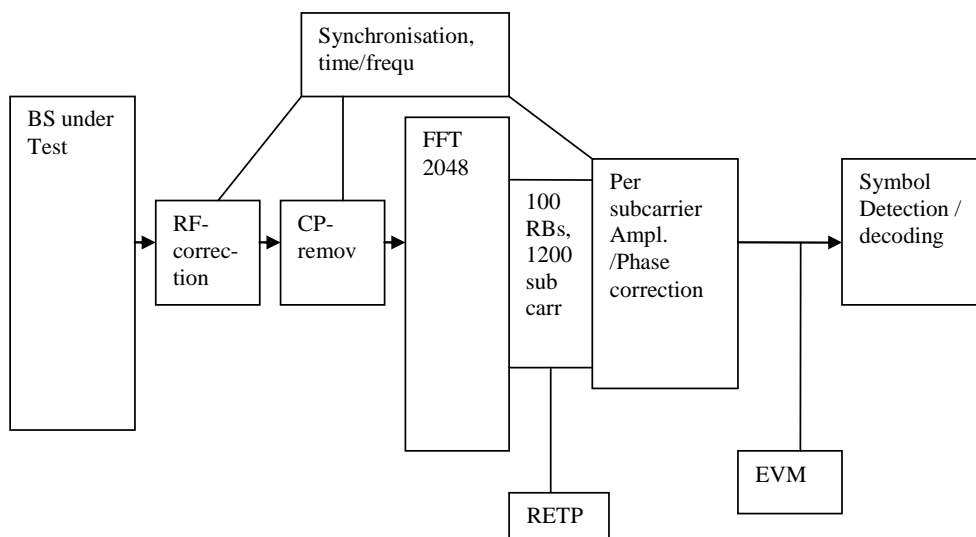 Synchronisation,
time/frequ
BS under
Test
FFT
2048
RF-
correc-
tion
CP-
remov
100
RBs,
1200
sub
carr
Per
subcarrier
Ampl.
/Phase
correction
Symbol
Detection /
decoding
EVM
RETP